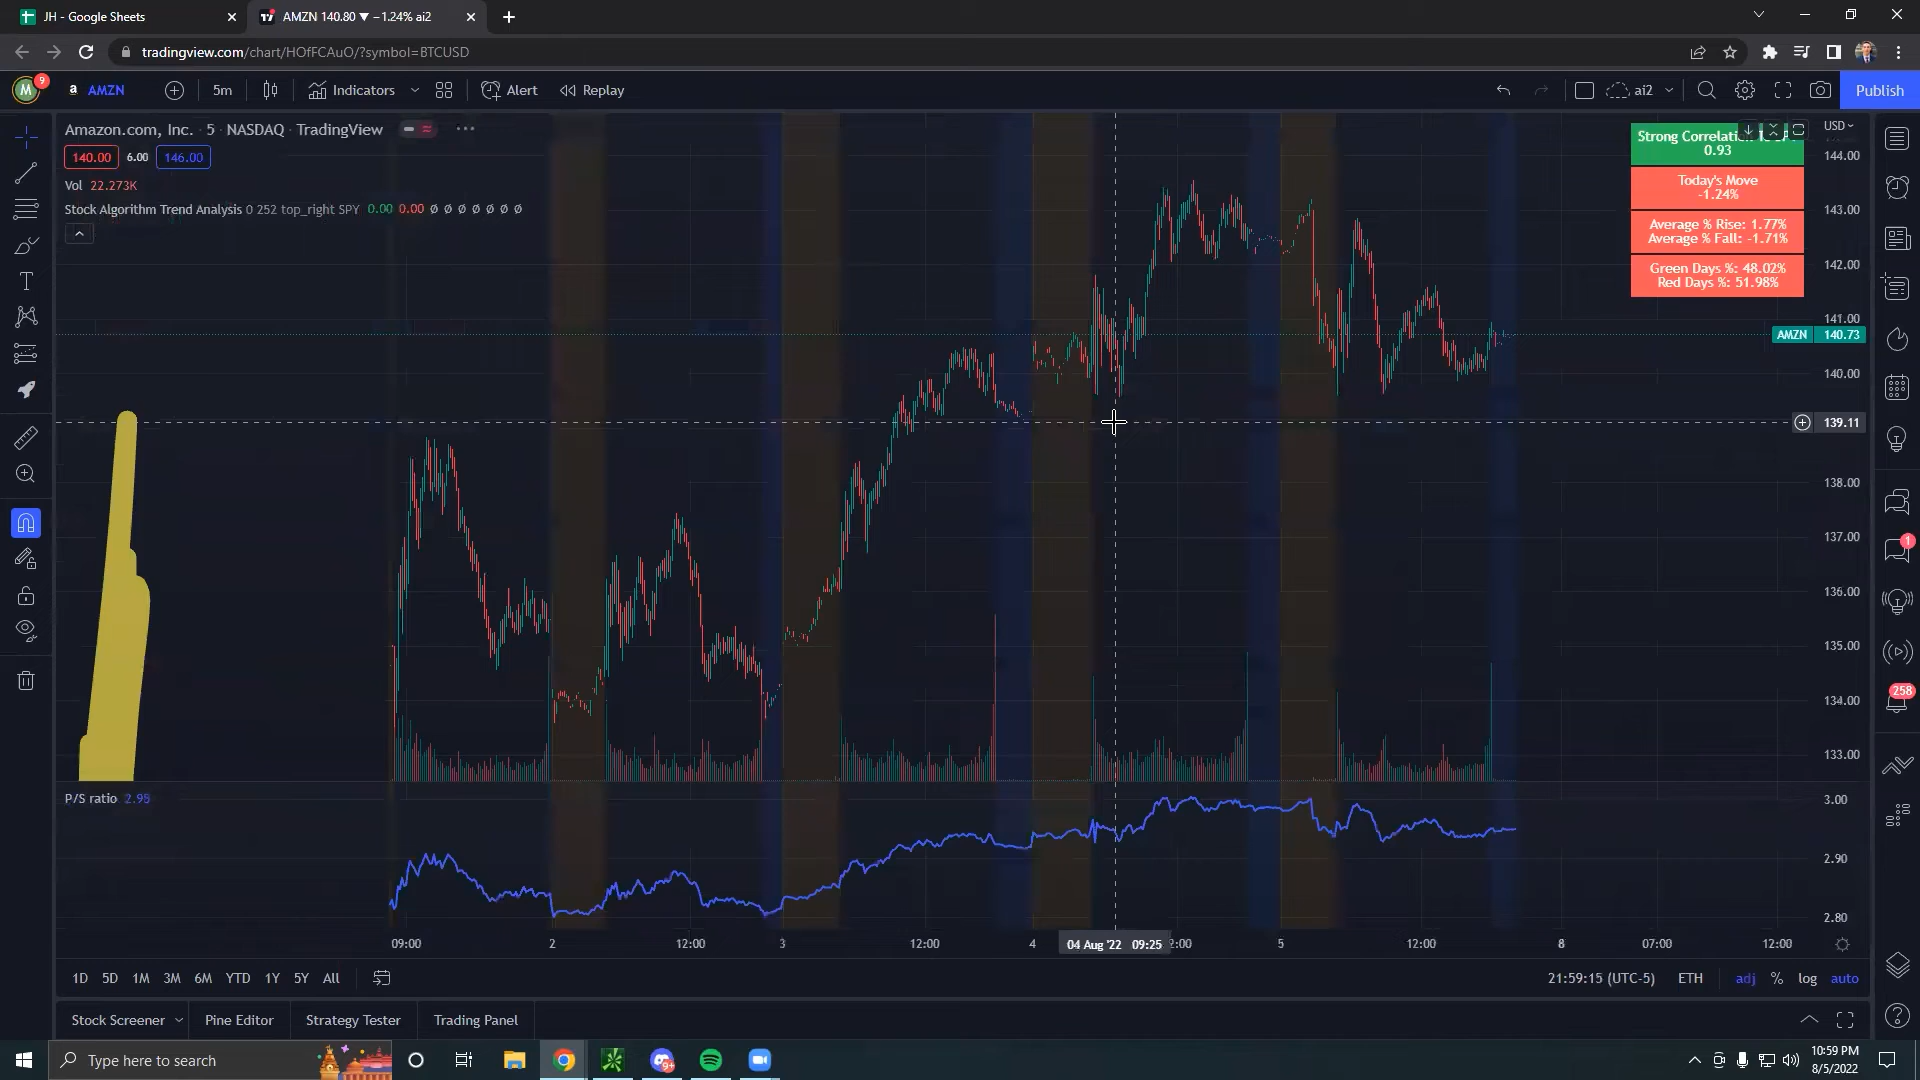 JH - Google Sheets
AMZN 140.80 ▼ −1.24% ai2
tradingview.com/chart/HOfFCAuO/?symbol=BTCUSD
M 9
a AMZN 5m Indicators Alert Replay ai2 Publish
Amazon.com, Inc. · 5 · NASDAQ · TradingView
140.00 6.00 146.00
Vol 22.273K
Stock Algorithm Trend Analysis 0 252 top_right SPY 0.00 0.00 ∅ ∅ ∅ ∅ ∅ ∅ ∅
USD
0.93
Today's Move
-1.24%
Average % Rise: 1.77%
Average % Fall: -1.71%
Green Days %: 48.02%
Red Days %: 51.98%
144.00
143.00
142.00
141.00
AMZN 140.73
140.00
139.11
138.00
137.00
136.00
135.00
134.00
133.00
P/S ratio 2.95
3.00
2.90
2.80
09:00 2 12:00 3 12:00 4 04 Aug '22 09:25 5 12:00 8 07:00 12:00
1D 5D 1M 3M 6M YTD 1Y 5Y All
21:59:15 (UTC-5) ETH adj % log auto
Stock Screener Pine Editor Strategy Tester Trading Panel
1
258
Type here to search
9+
10:59 PM
8/5/2022